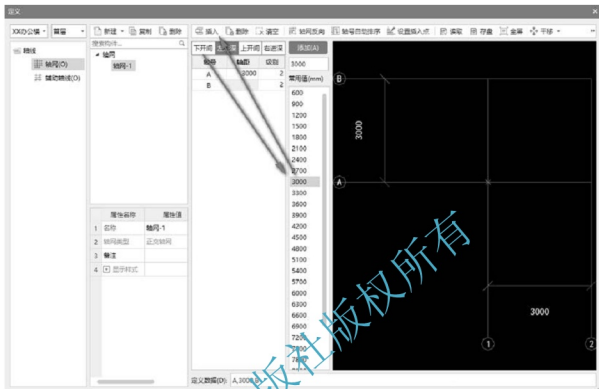 定义
XX办公楼 首层 新建 复制 删除 插入 删除 清空 轴网反向 轴号自动排序 设置插入点 读取 存盘 全屏 平移
轴线
轴网(O)
辅助轴线(O)
搜索构件...
轴网
轴网-1
属性名称 属性值
1 名称 轴网-1
2 轴网类型 正交轴网
3 备注
4 显示样式
下开间 上开间 右进深 添加(A)
轴号 轴距 级别
A 3000 2
B 2
3000
常用值(mm)
600
900
1200
1500
1800
2100
2400
2700
3000
3300
3600
3900
4200
4500
4800
5100
5400
5700
6000
6300
6600
6900
7200
定义数据(D): A,3000,B
B
3000
A
3000
1 2
版社版权所有